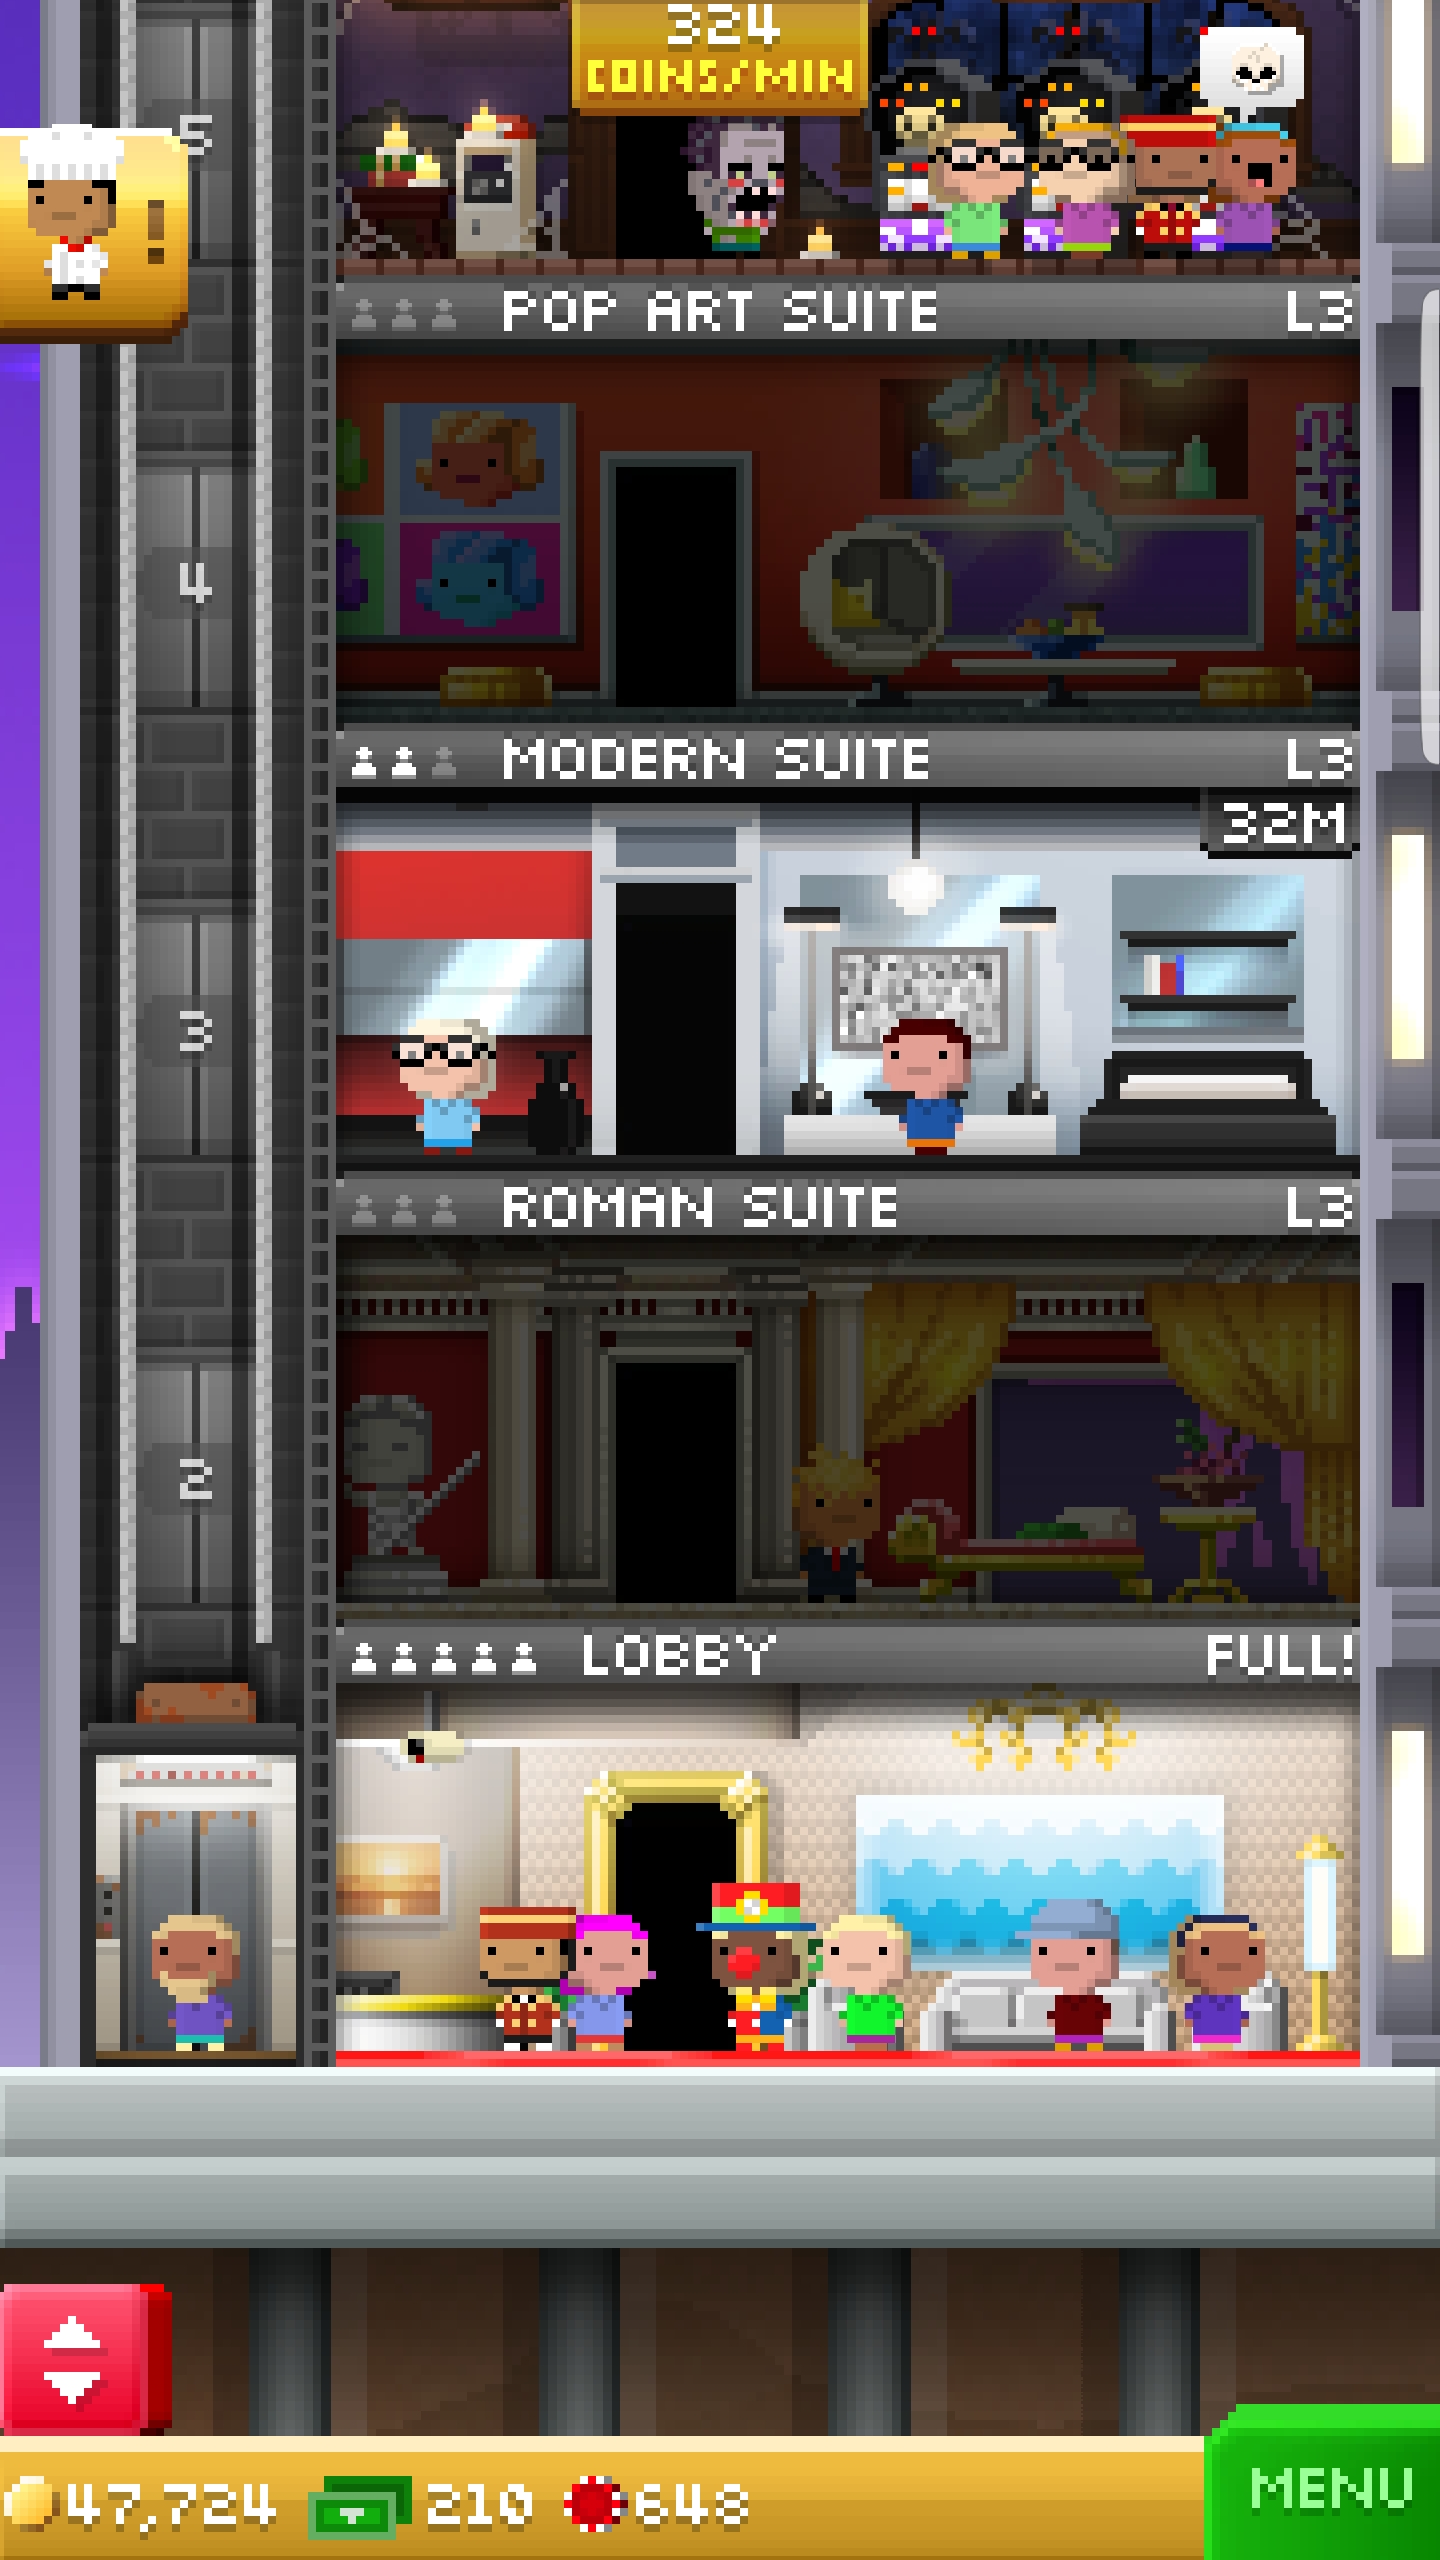 324
COINS/MIN
5
!
POP ART SUITE L3
4
MODERN SUITE L3
32M
3
ROMAN SUITE L3
2
LOBBY FULL!
47,724 210 648
MENU